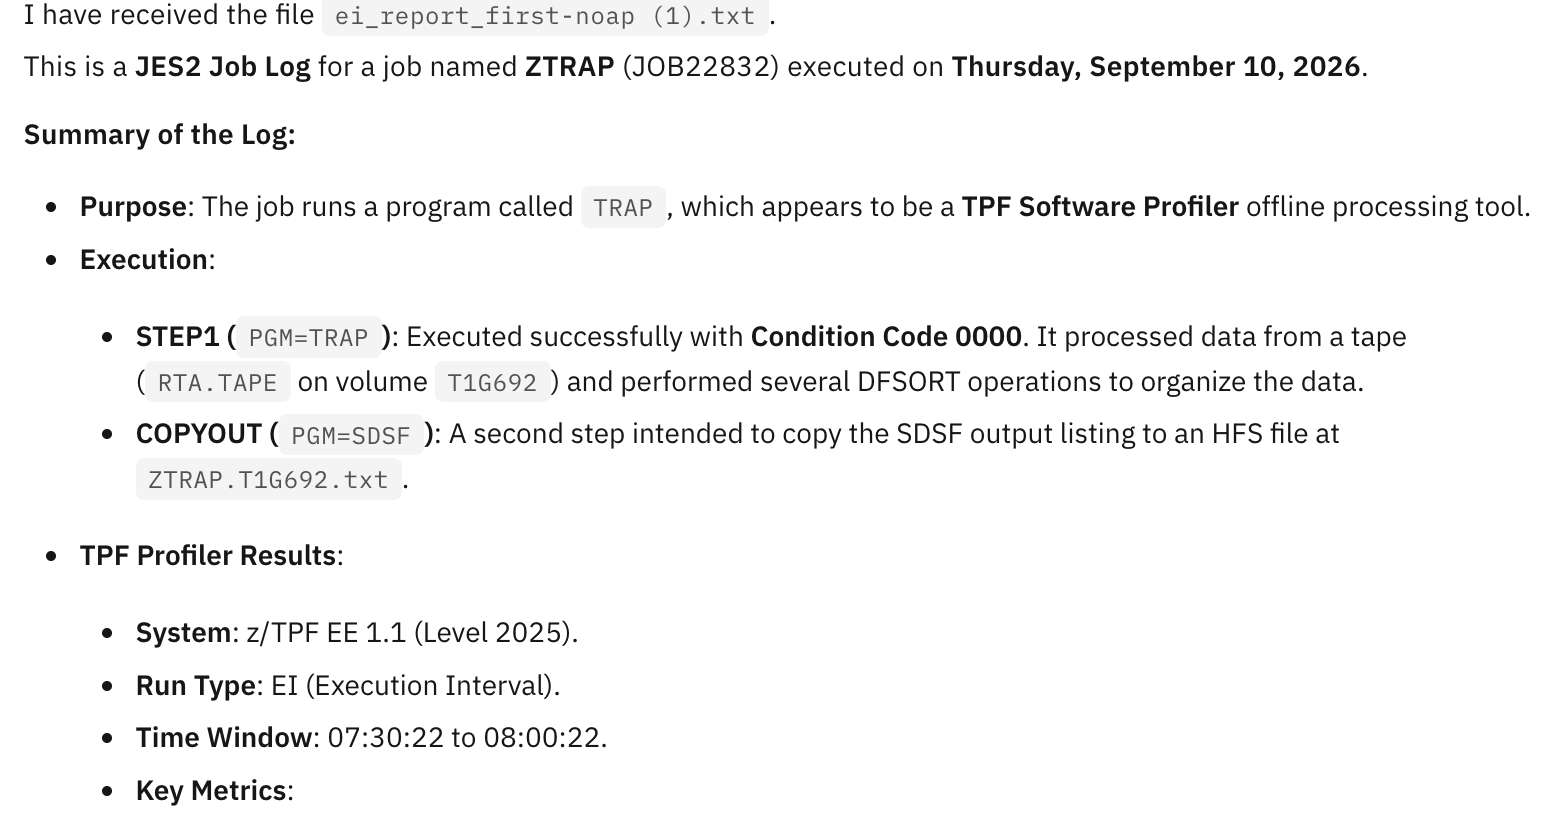 I have received the file ei_report_first-noap (1).txt.
This is a JES2 Job Log for a job named ZTRAP (JOB22832) executed on Thursday, September 10, 2026.
Summary of the Log:
• Purpose: The job runs a program called TRAP, which appears to be a TPF Software Profiler offline processing tool.
• Execution:
• STEP1 (PGM=TRAP): Executed successfully with Condition Code 0000. It processed data from a tape
(RTA.TAPE on volume T1G692) and performed several DFSORT operations to organize the data.
• COPYOUT (PGM=SDSF): A second step intended to copy the SDSF output listing to an HFS file at
ZTRAP.T1G692.txt.
• TPF Profiler Results:
• System: z/TPF EE 1.1 (Level 2025).
• Run Type: EI (Execution Interval).
• Time Window: 07:30:22 to 08:00:22.
• Key Metrics: